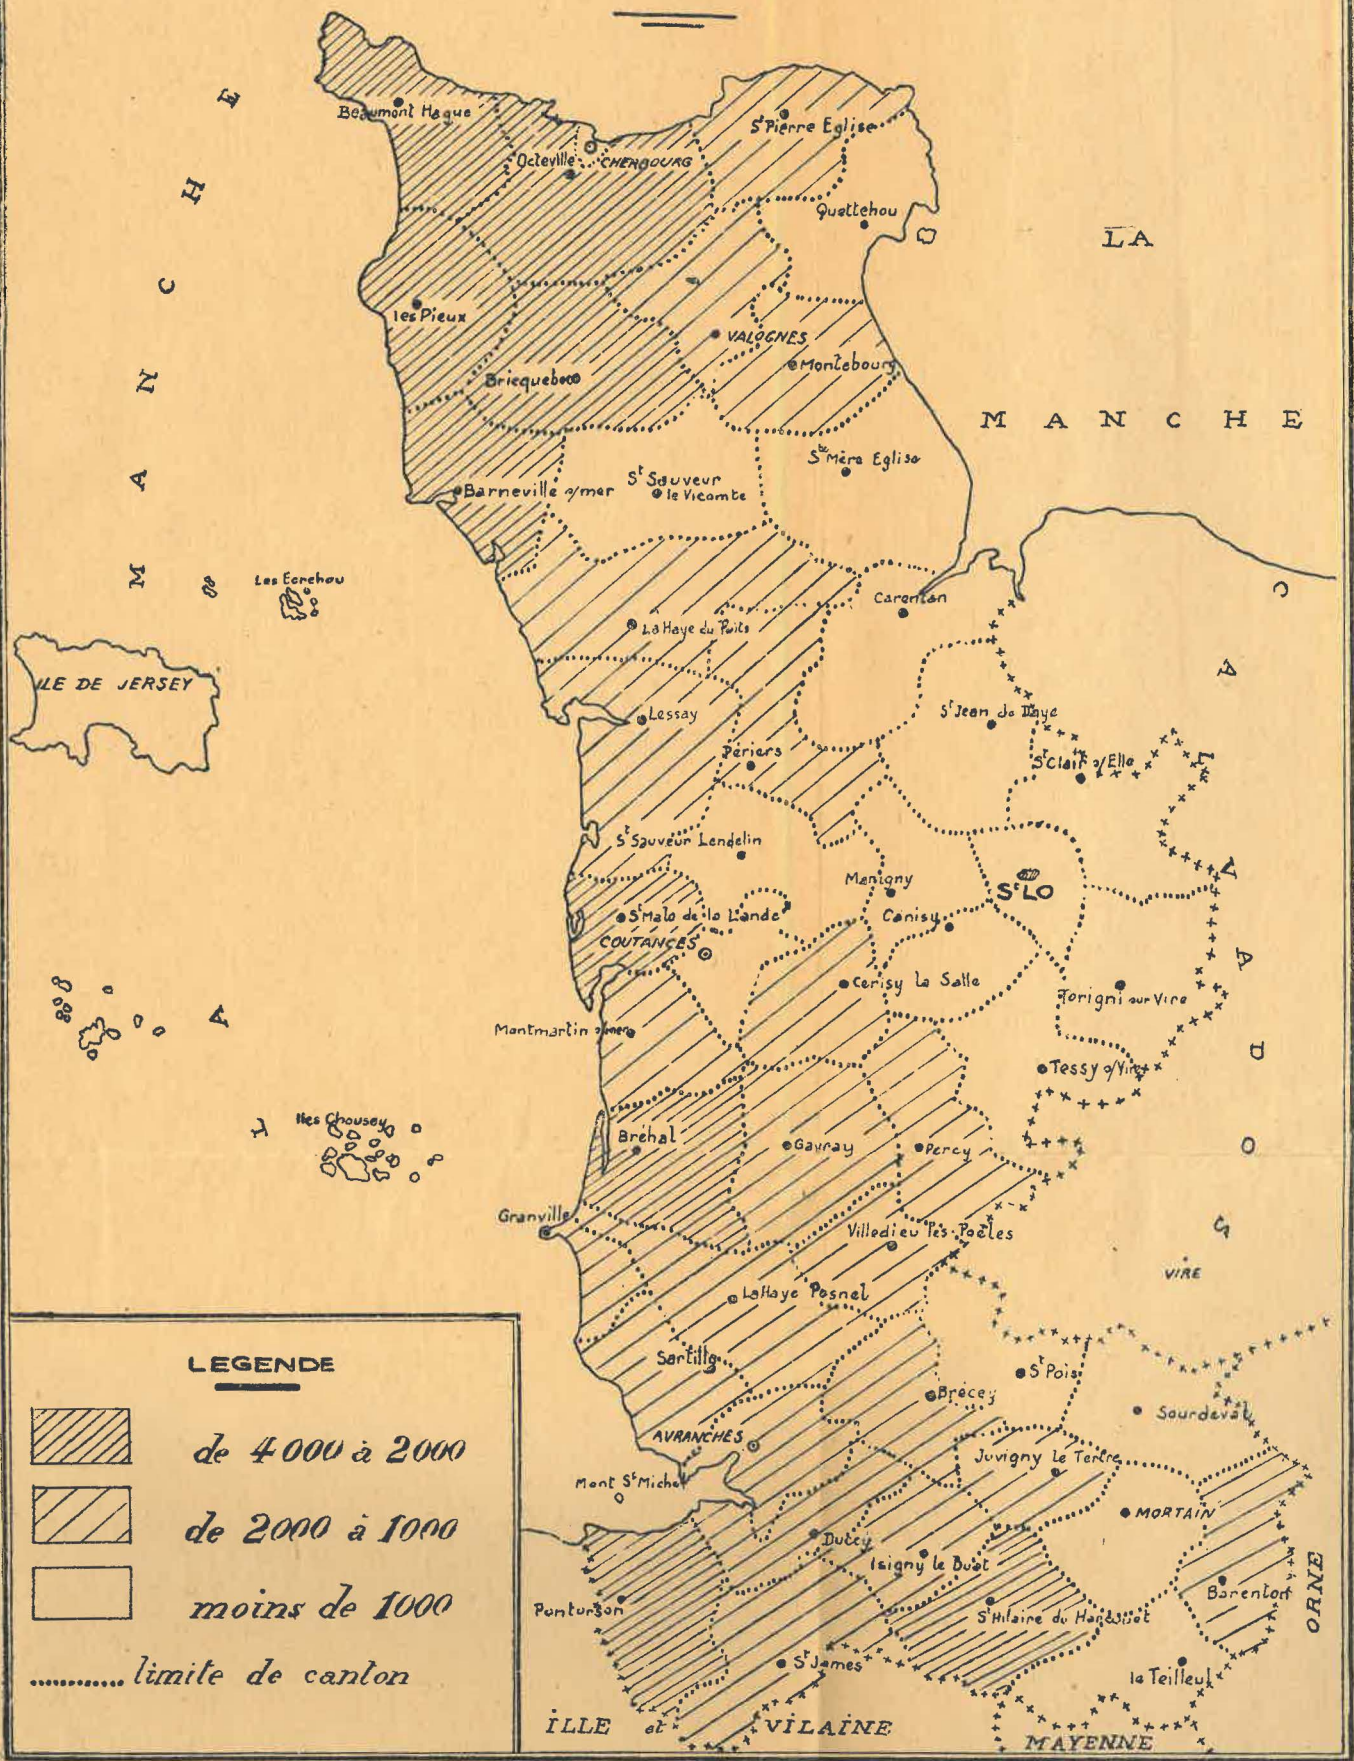 Beaumont Hague
St Pierre Eglise
Octeville
CHERBOURG
Quettehou
LA MANCHE
les Pieux
VALOGNES
Montebourg
Bricquebec
Ste Mère Eglise
Barneville s/mer
St Sauveur
le Vicomte
LA MANCHE
Les Ecrehou
Carentan
La Haye du Puits
ILE DE JERSEY
Lessay
St Jean de Daye
Périers
St Clair s/Elle
CALVADOS
St Sauveur Lendelin
Marigny
St LO
St Malo de la Lande
Canisy
COUTANCES
Cerisy la Salle
Torigni sur Vire
Montmartin s/mer
Tessy s/Vire
Iles Chausey
Bréhal
Gavray
Percy
Granville
Villedieu les Poëles
VIRE
La Haye Pesnel
Sartilly
St Pois
Brécey
Sourdeval
AVRANCHES
Juvigny le Tertre
Mont St Michel
MORTAIN
Ducey
Isigny le Buat
Barenton
ORNE
Pontorson
St Hilaire du Harcouët
St James
le Teilleul
ILLE et VILAINE
MAYENNE
LEGENDE
de 4000 à 2000
de 2000 à 1000
moins de 1000
limite de canton